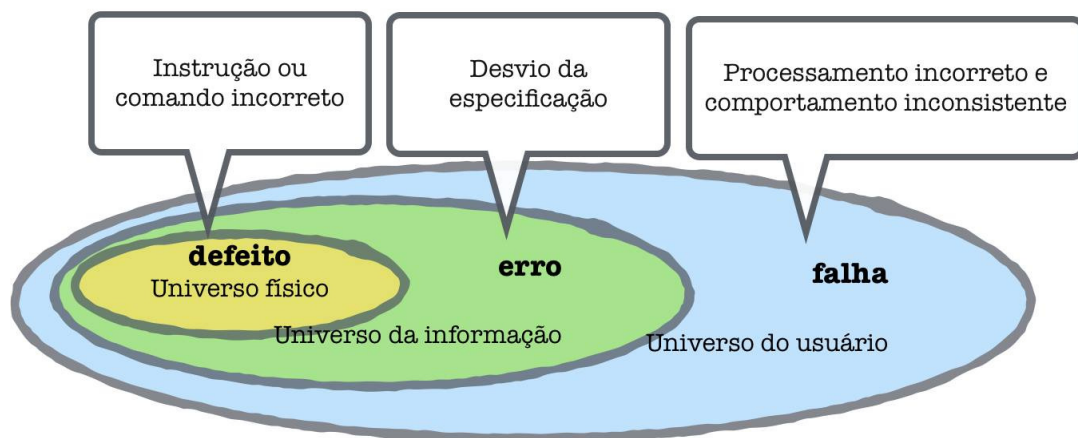 Instrução ou
comando incorreto
Desvio da
especificação
Processamento incorreto e
comportamento inconsistente
defeito
Universo físico
erro
Universo da informação
falha
Universo do usuário